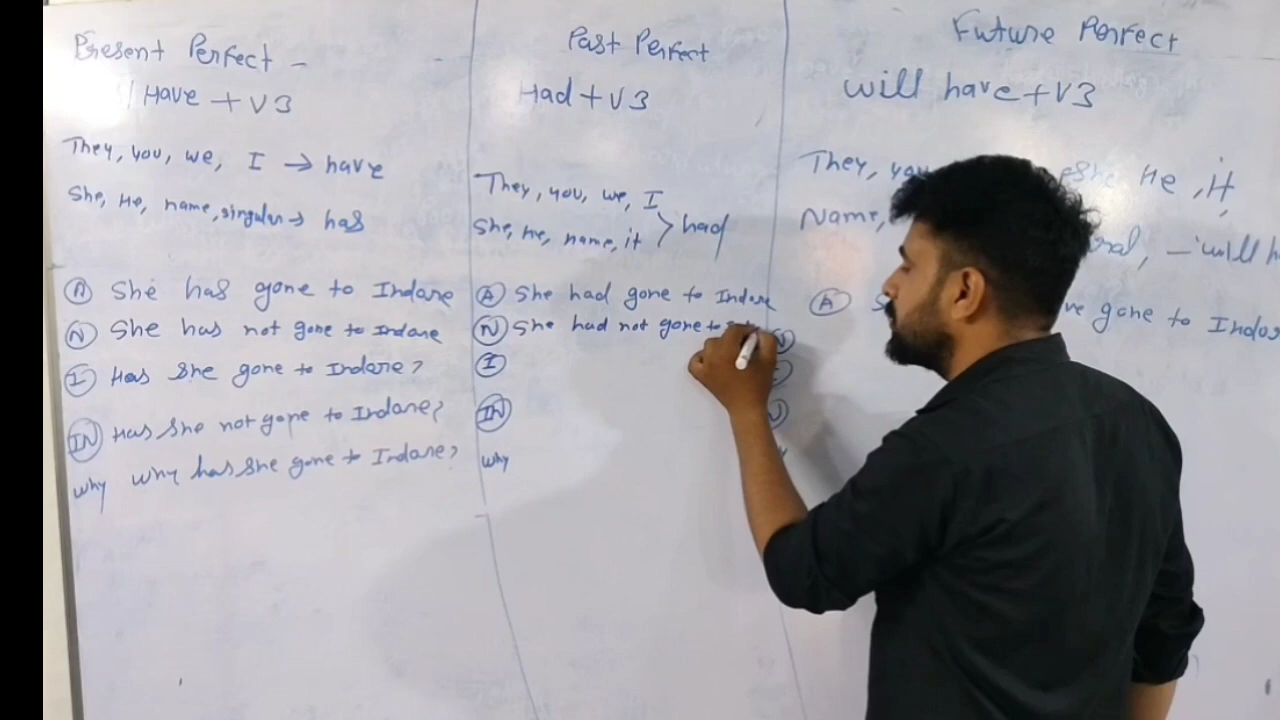 Present Perfect -
Have + V3
They, you, we, I → have
She, He, name, singular → has
A She has gone to Indore
N She has not gone to Indore
I Has she gone to Indore?
IN Has she not gone to Indore?
Why Why has she gone to Indore?
Past Perfect
Had + V3
They, you, we, I
She, He, name, it > had
A She had gone to Indore
N She had not gone to
I
IN
Why
Future Perfect
Will have + V3
They, He, it,
Name, - will
A gone to Indor